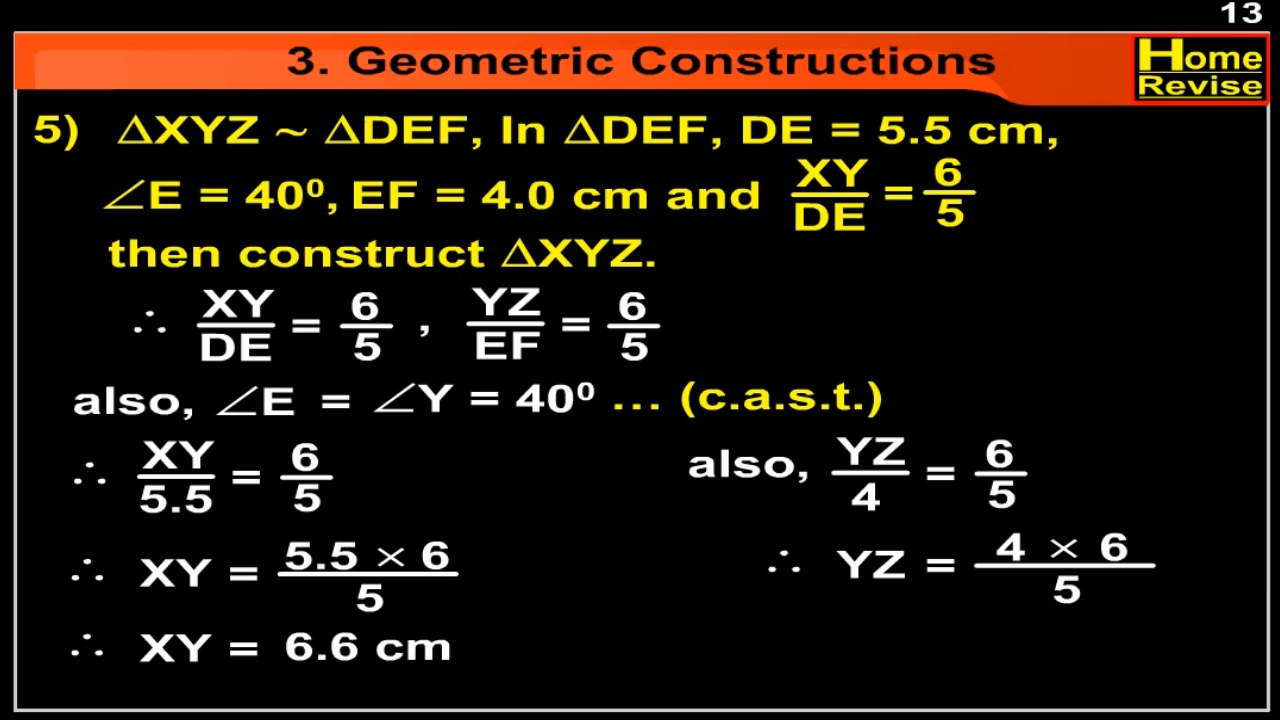 13
3. Geometric Constructions
Home
Revise
5) ΔXYZ ~ ΔDEF, In ΔDEF, DE = 5.5 cm,
∠E = 40⁰, EF = 4.0 cm and XY/DE = 6/5
then construct ΔXYZ.
∴ XY/DE = 6/5 , YZ/EF = 6/5
also, ∠E = ∠Y = 40⁰ ... (c.a.s.t.)
∴ XY/5.5 = 6/5 also, YZ/4 = 6/5
∴ XY = 5.5 × 6/5 ∴ YZ = 4 × 6/5
∴ XY = 6.6 cm